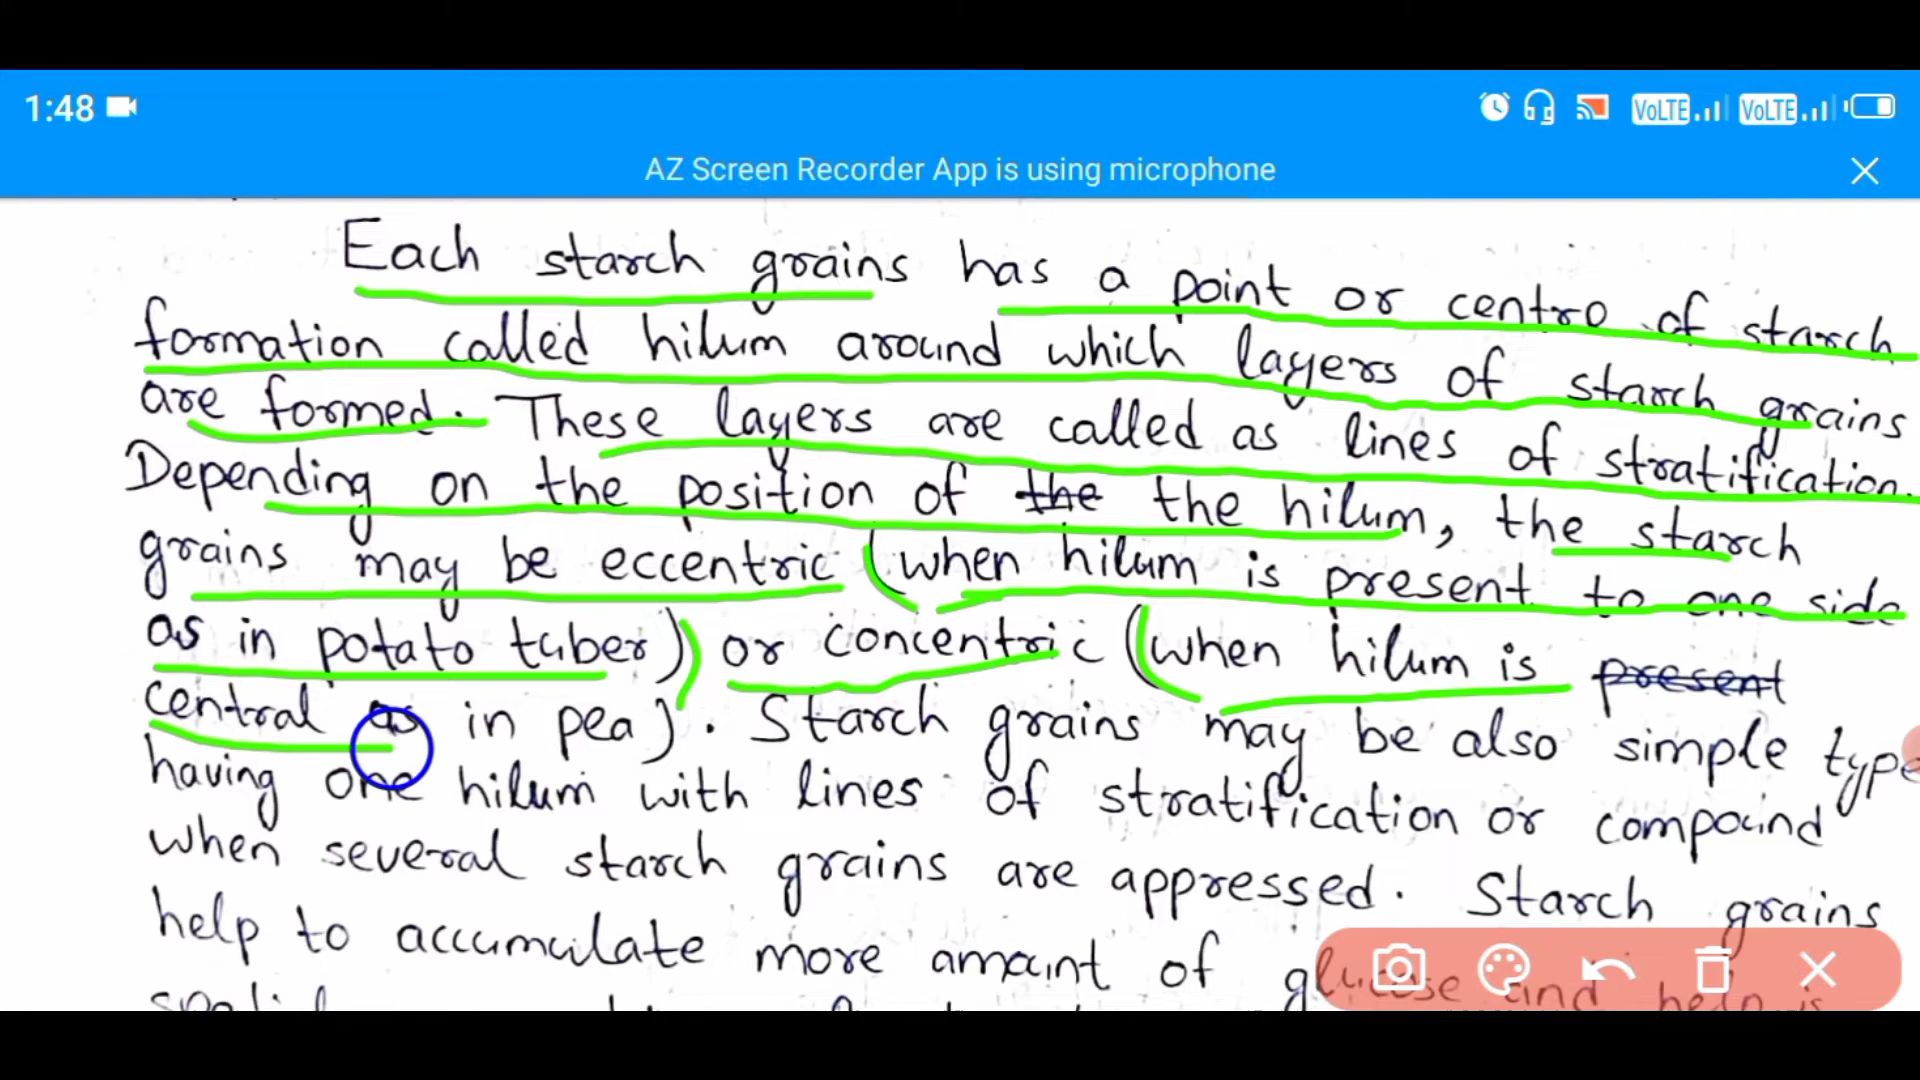 1:48
VoLTE VoLTE
AZ Screen Recorder App is using microphone
Each starch grains has a point or centre of starch
formation called hilum around which layers of starch grains
are formed. These layers are called as lines of stratification.
Depending on the position of the the hilum, the starch
grains may be eccentric (when hilum is present to one side
as in potato tuber) or concentric (when hilum is present
central as in pea). Starch grains may be also simple type
having one hilum with lines of stratification or compound
when several starch grains are appressed. Starch grains
help to accumulate more amount of glucose and help is